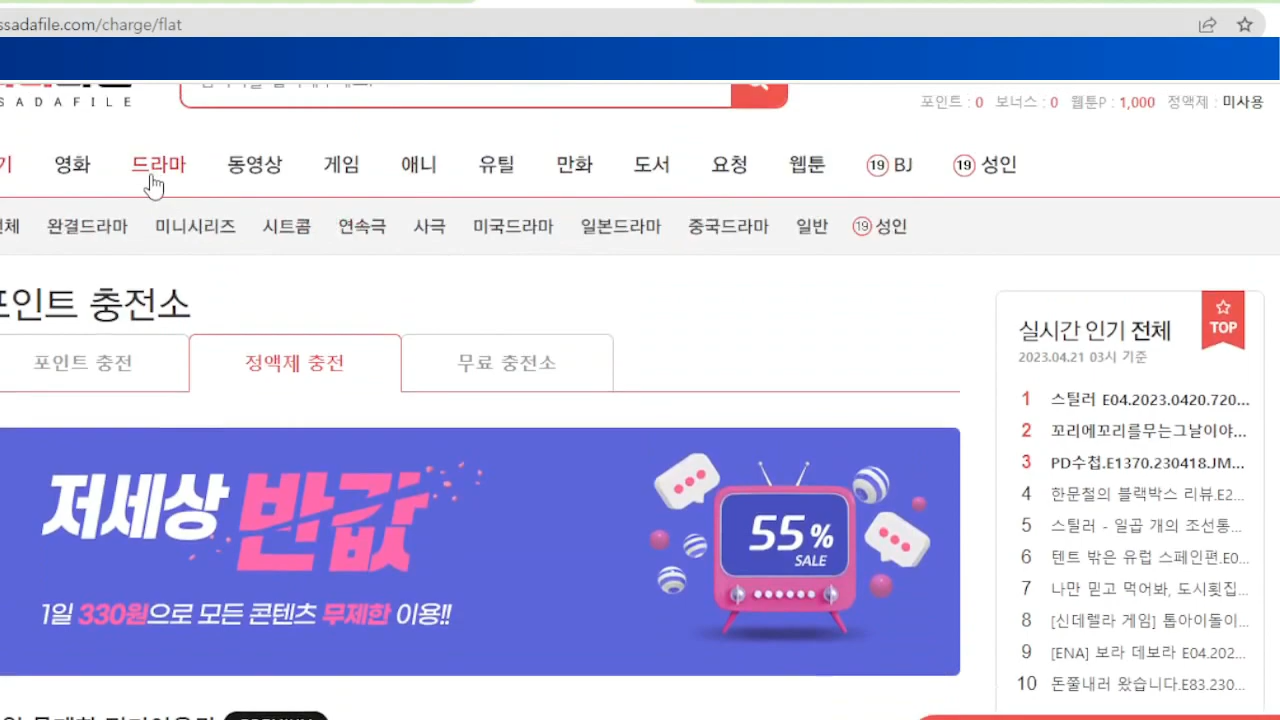 ssadafile.com/charge/flat
SADAFILE
포인트 : 0 보너스 : 0 웹툰P : 1,000 정액제 : 미사용
기 영화 드라마 동영상 게임 애니 유틸 만화 도서 요청 웹툰 19 BJ 19 성인
전체 완결드라마 미니시리즈 시트콤 연속극 사극 미국드라마 일본드라마 중국드라마 일반 19 성인
포인트 충전소
포인트 충전 정액제 충전 무료 충전소
저세상 반값
55% SALE
1일 330원으로 모든 콘텐츠 무제한 이용!!
실시간 인기 전체
TOP
2023.04.21 03시 기준
1 스틸러 E04.2023.0420.720...
2 꼬리에꼬리를무는그날이야...
3 PD수첩.E1370.230418.JM...
4 한문철의 블랙박스 리뷰.E2...
5 스틸러 - 일곱 개의 조선통...
6 텐트 밖은 유럽 스페인편.E0...
7 나만 믿고 먹어봐, 도시횟집...
8 [신데렐라 게임] 톱아이돌이...
9 [ENA] 보라 데보라 E04.202...
10 돈쭐내러 왔습니다.E83.230...